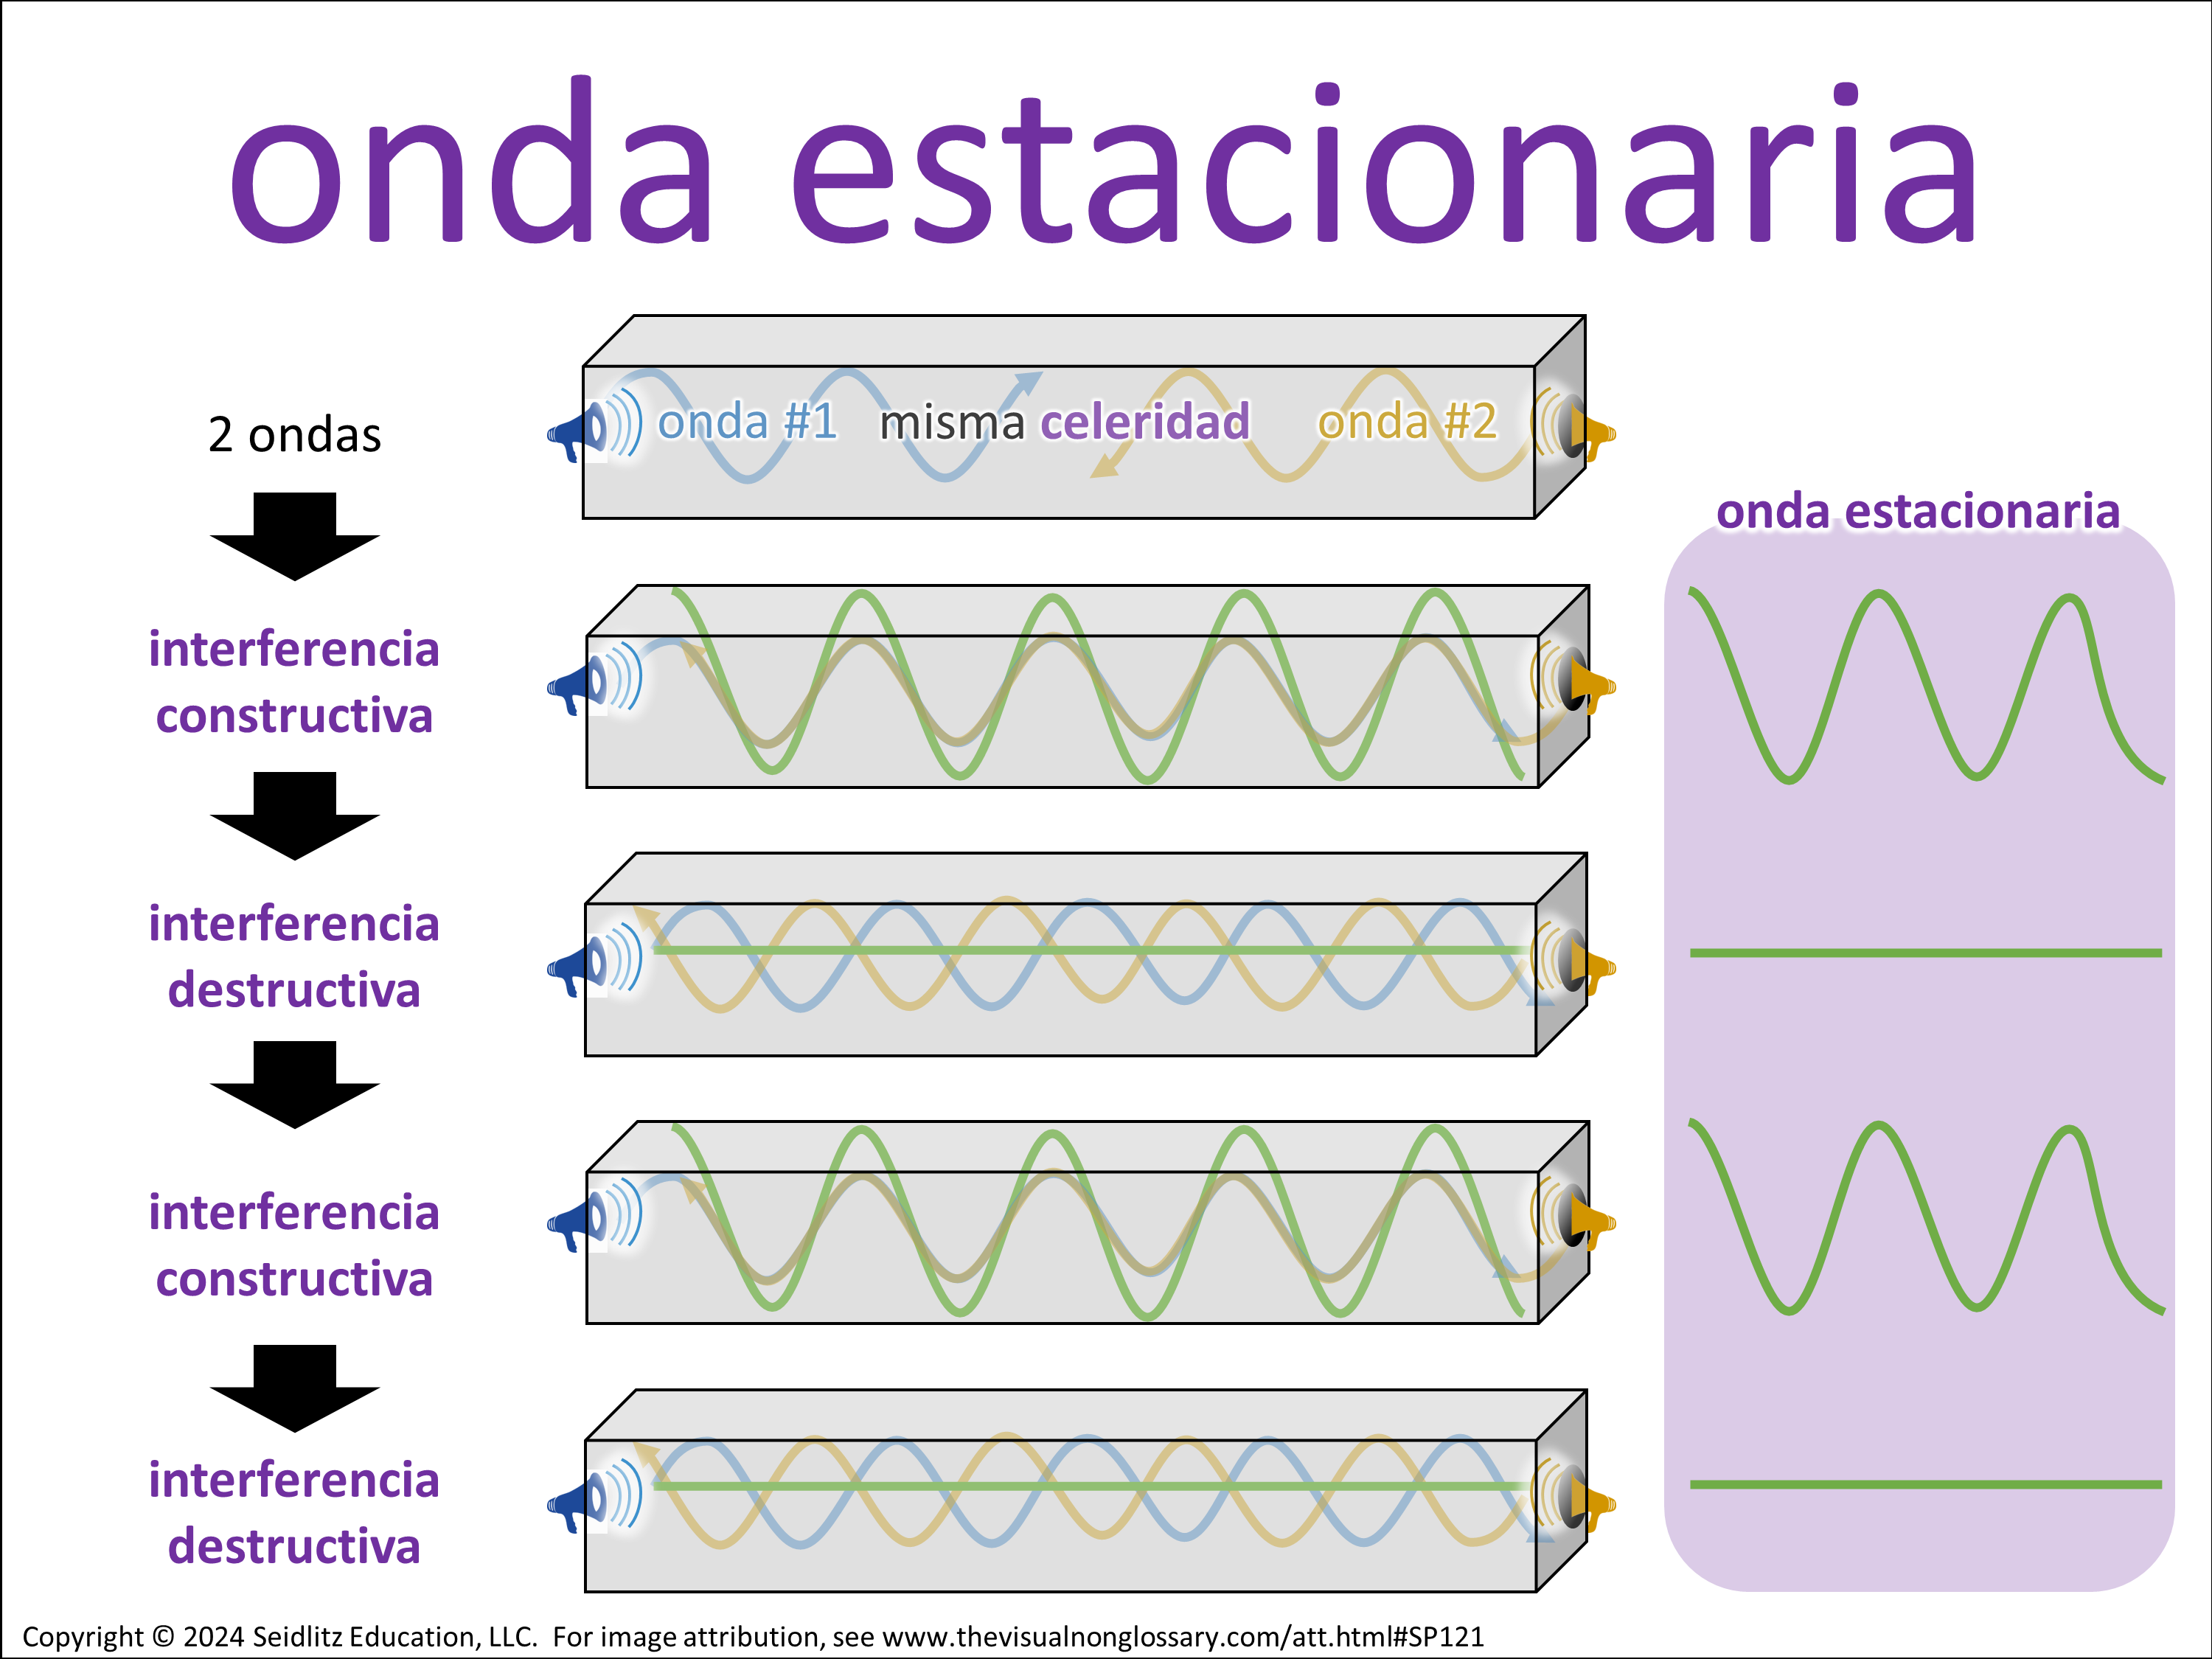 onda estacionaria
2 ondas
onda #1 misma celeridad onda #2
onda estacionaria
interferencia
constructiva
interferencia
destructiva
interferencia
constructiva
interferencia
destructiva
Copyright © 2024 Seidlitz Education, LLC.  For image attribution, see www.thevisualnonglossary.com/att.html#SP121